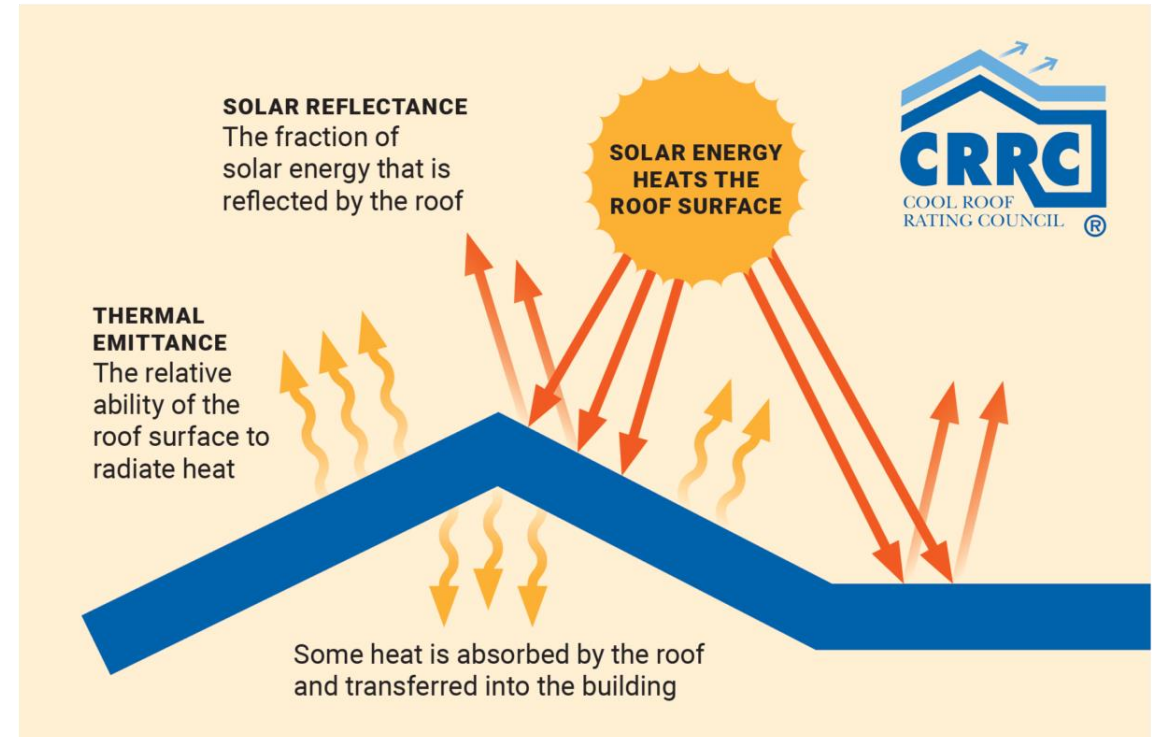 SOLAR REFLECTANCE
The fraction of
solar energy that is
reflected by the roof
SOLAR ENERGY
HEATS THE
ROOF SURFACE
CRRC
COOL ROOF
RATING COUNCIL ®
THERMAL
EMITTANCE
The relative
ability of the
roof surface to
radiate heat
Some heat is absorbed by the roof
and transferred into the building